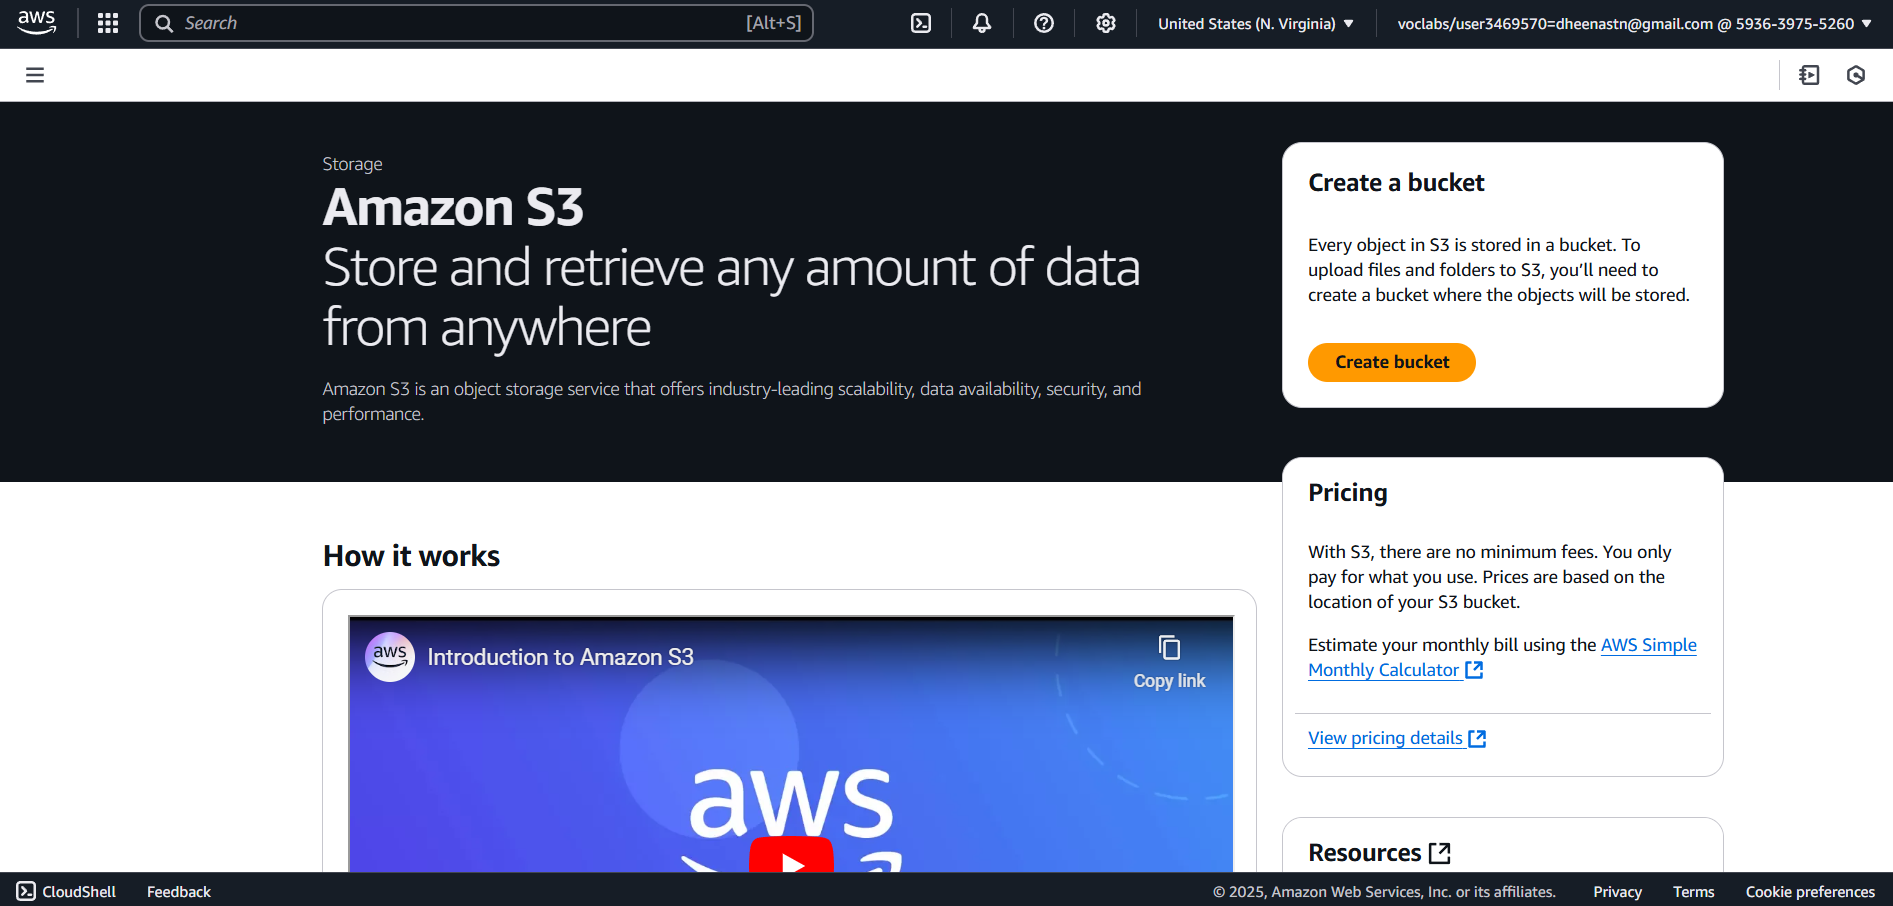 aws
Search
[Alt+S]
United States (N. Virginia)
voclabs/user3469570=dheenastn@gmail.com @ 5936-3975-5260
Storage
Amazon S3
Store and retrieve any amount of data
from anywhere
Amazon S3 is an object storage service that offers industry-leading scalability, data availability, security, and
performance.
Create a bucket
Every object in S3 is stored in a bucket. To
upload files and folders to S3, you’ll need to
create a bucket where the objects will be stored.
Create bucket
Pricing
With S3, there are no minimum fees. You only
pay for what you use. Prices are based on the
location of your S3 bucket.
Estimate your monthly bill using the AWS Simple
Monthly Calculator
View pricing details
How it works
aws
Introduction to Amazon S3
Copy link
aws
Resources
CloudShell
Feedback
© 2025, Amazon Web Services, Inc. or its affiliates.
Privacy
Terms
Cookie preferences